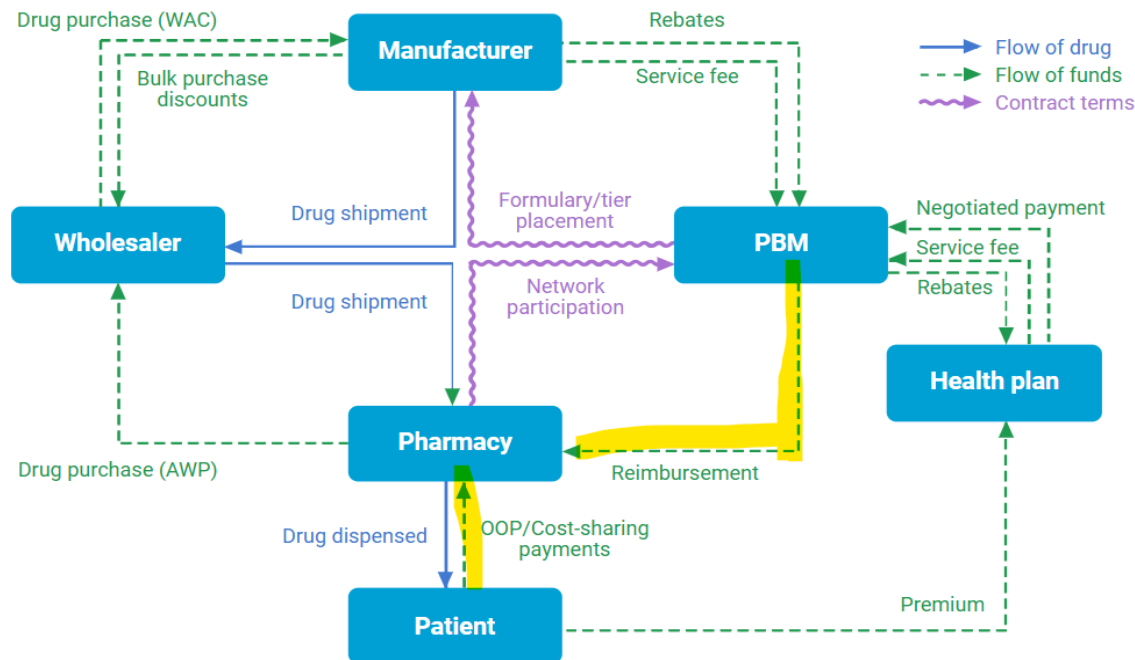 Drug purchase (WAC)
Manufacturer
Rebates
Service fee
Bulk purchase
discounts
Flow of drug
Flow of funds
Contract terms
Wholesaler
Drug shipment
Formulary/tier
placement
PBM
Negotiated payment
Service fee
Rebates
Drug shipment
Network
participation
Health plan
Pharmacy
Drug purchase (AWP)
Reimbursement
Drug dispensed
OOP/Cost-sharing
payments
Patient
Premium